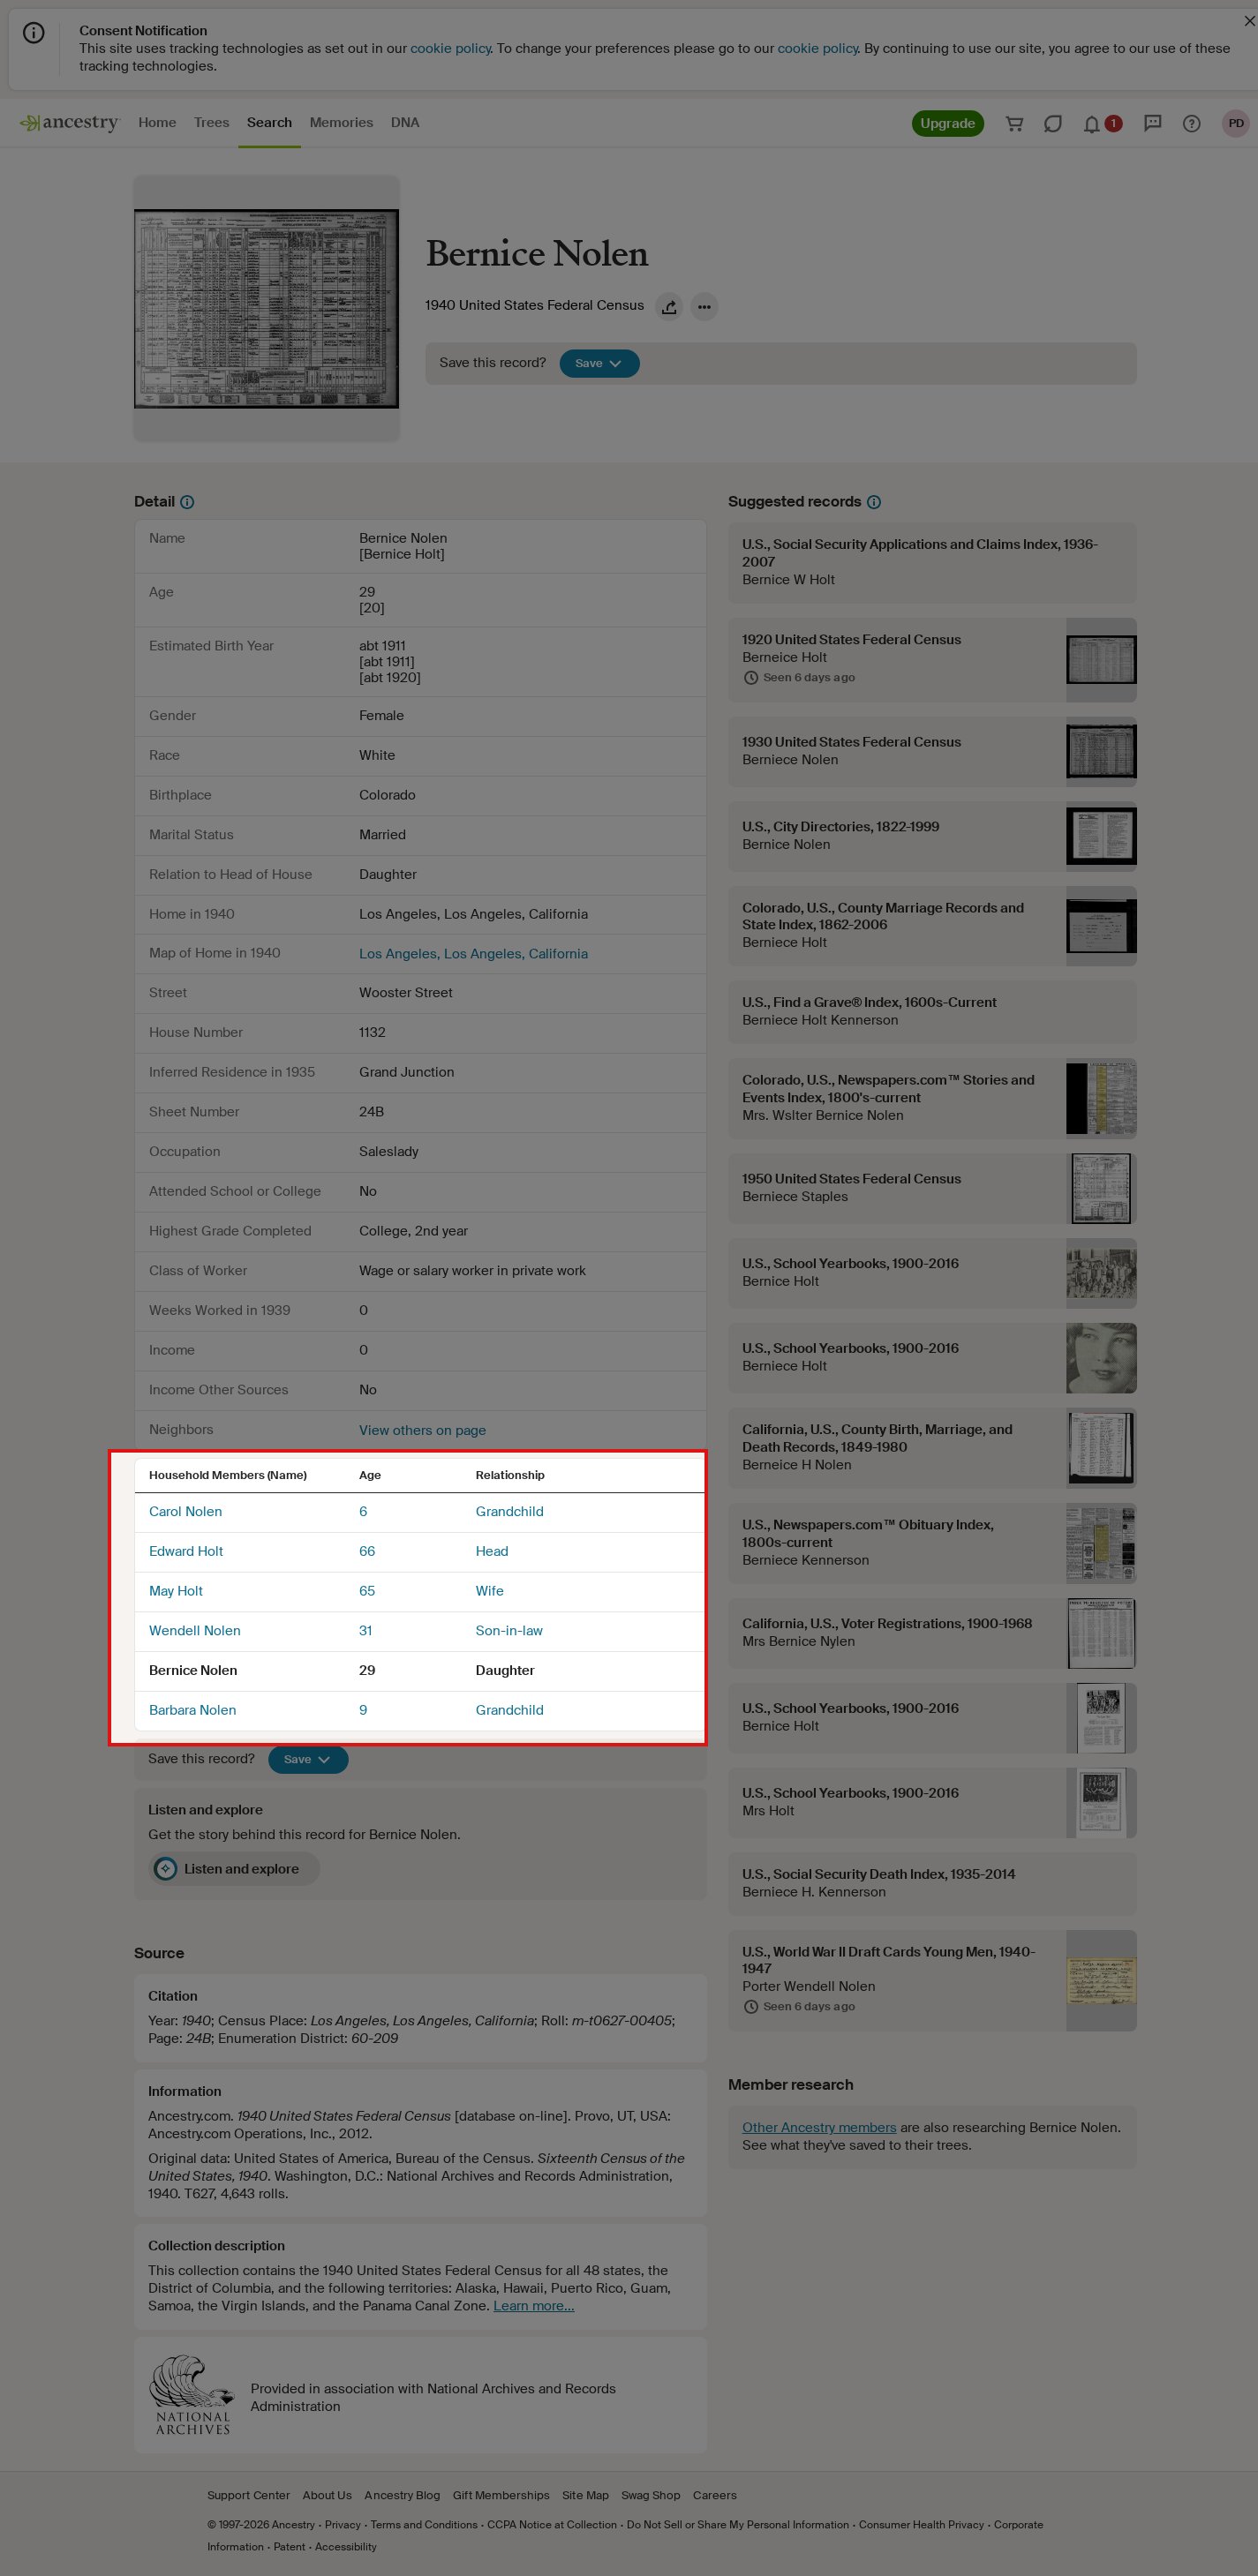 Consent Notification
This site uses tracking technologies as set out in our cookie policy. To change your preferences please go to our cookie policy. By continuing to use our site, you agree to our use of these
tracking technologies.
ancestry
Home Trees Search Memories DNA
Upgrade
1
PD
Bernice Nolen
1940 United States Federal Census
Save this record? Save
Detail
Name Bernice Nolen
[Bernice Holt]
Age 29
[20]
Estimated Birth Year abt 1911
[abt 1911]
[abt 1920]
Gender Female
Race White
Birthplace Colorado
Marital Status Married
Relation to Head of House Daughter
Home in 1940 Los Angeles, Los Angeles, California
Map of Home in 1940 Los Angeles, Los Angeles, California
Street Wooster Street
House Number 1132
Inferred Residence in 1935 Grand Junction
Sheet Number 24B
Occupation Saleslady
Attended School or College No
Highest Grade Completed College, 2nd year
Class of Worker Wage or salary worker in private work
Weeks Worked in 1939 0
Income 0
Income Other Sources No
Neighbors View others on page
Household Members (Name) Age Relationship
Carol Nolen 6 Grandchild
Edward Holt 66 Head
May Holt 65 Wife
Wendell Nolen 31 Son-in-law
Bernice Nolen 29 Daughter
Barbara Nolen 9 Grandchild
Save this record? Save
Listen and explore
Get the story behind this record for Bernice Nolen.
Listen and explore
Source
Citation
Year: 1940; Census Place: Los Angeles, Los Angeles, California; Roll: m-t0627-00405;
Page: 24B; Enumeration District: 60-209
Information
Ancestry.com. 1940 United States Federal Census [database on-line]. Provo, UT, USA:
Ancestry.com Operations, Inc., 2012.
Original data: United States of America, Bureau of the Census. Sixteenth Census of the
United States, 1940. Washington, D.C.: National Archives and Records Administration,
1940. T627, 4,643 rolls.
Collection description
This collection contains the 1940 United States Federal Census for all 48 states, the
District of Columbia, and the following territories: Alaska, Hawaii, Puerto Rico, Guam,
Samoa, the Virgin Islands, and the Panama Canal Zone. Learn more...
NATIONAL
ARCHIVES
Provided in association with National Archives and Records
Administration
Suggested records
U.S., Social Security Applications and Claims Index, 1936-
2007
Bernice W Holt
1920 United States Federal Census
Berneice Holt
Seen 6 days ago
1930 United States Federal Census
Berniece Nolen
U.S., City Directories, 1822-1999
Bernice Nolen
Colorado, U.S., County Marriage Records and
State Index, 1862-2006
Berniece Holt
U.S., Find a Grave® Index, 1600s-Current
Berniece Holt Kennerson
Colorado, U.S., Newspapers.com™ Stories and
Events Index, 1800's-current
Mrs. Wslter Bernice Nolen
1950 United States Federal Census
Berniece Staples
U.S., School Yearbooks, 1900-2016
Bernice Holt
U.S., School Yearbooks, 1900-2016
Berniece Holt
California, U.S., County Birth, Marriage, and
Death Records, 1849-1980
Berneice H Nolen
U.S., Newspapers.com™ Obituary Index,
1800s-current
Berniece Kennerson
California, U.S., Voter Registrations, 1900-1968
Mrs Bernice Nylen
U.S., School Yearbooks, 1900-2016
Bernice Holt
U.S., School Yearbooks, 1900-2016
Mrs Holt
U.S., Social Security Death Index, 1935-2014
Berniece H. Kennerson
U.S., World War II Draft Cards Young Men, 1940-
1947
Porter Wendell Nolen
Seen 6 days ago
Member research
Other Ancestry members are also researching Bernice Nolen.
See what they've saved to their trees.
Support Center About Us Ancestry Blog Gift Memberships Site Map Swag Shop Careers
© 1997-2026 Ancestry · Privacy · Terms and Conditions · CCPA Notice at Collection · Do Not Sell or Share My Personal Information · Consumer Health Privacy · Corporate
Information · Patent · Accessibility